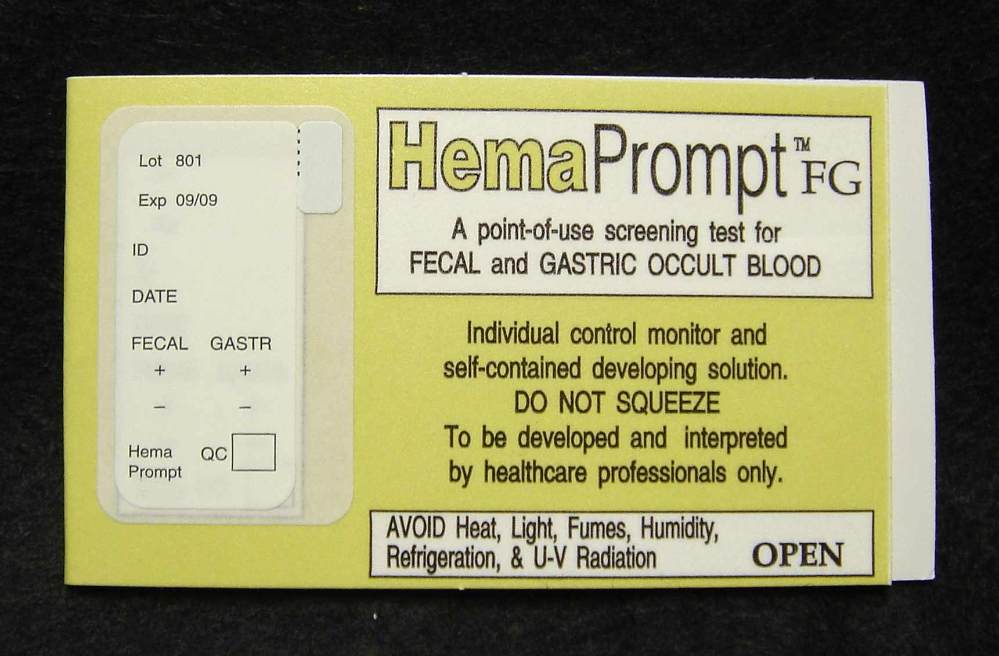 Lot 801
Exp 09/09
ID
DATE
FECAL GASTR
+ +
– –
Hema
Prompt
QC
HemaPrompt™ FG
A point-of-use screening test for
FECAL and GASTRIC OCCULT BLOOD
Individual control monitor and
self-contained developing solution.
DO NOT SQUEEZE
To be developed and interpreted
by healthcare professionals only.
AVOID Heat, Light, Fumes, Humidity,
Refrigeration, & U-V Radiation
OPEN